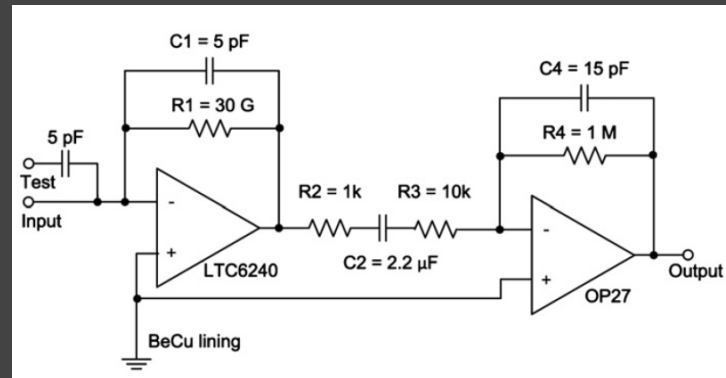 C1 = 5 pF
R1 = 30 G
5 pF
Test
Input
-
+
LTC6240
R2 = 1k
R3 = 10k
C2 = 2.2 µF
C4 = 15 pF
R4 = 1 M
-
+
OP27
Output
BeCu lining